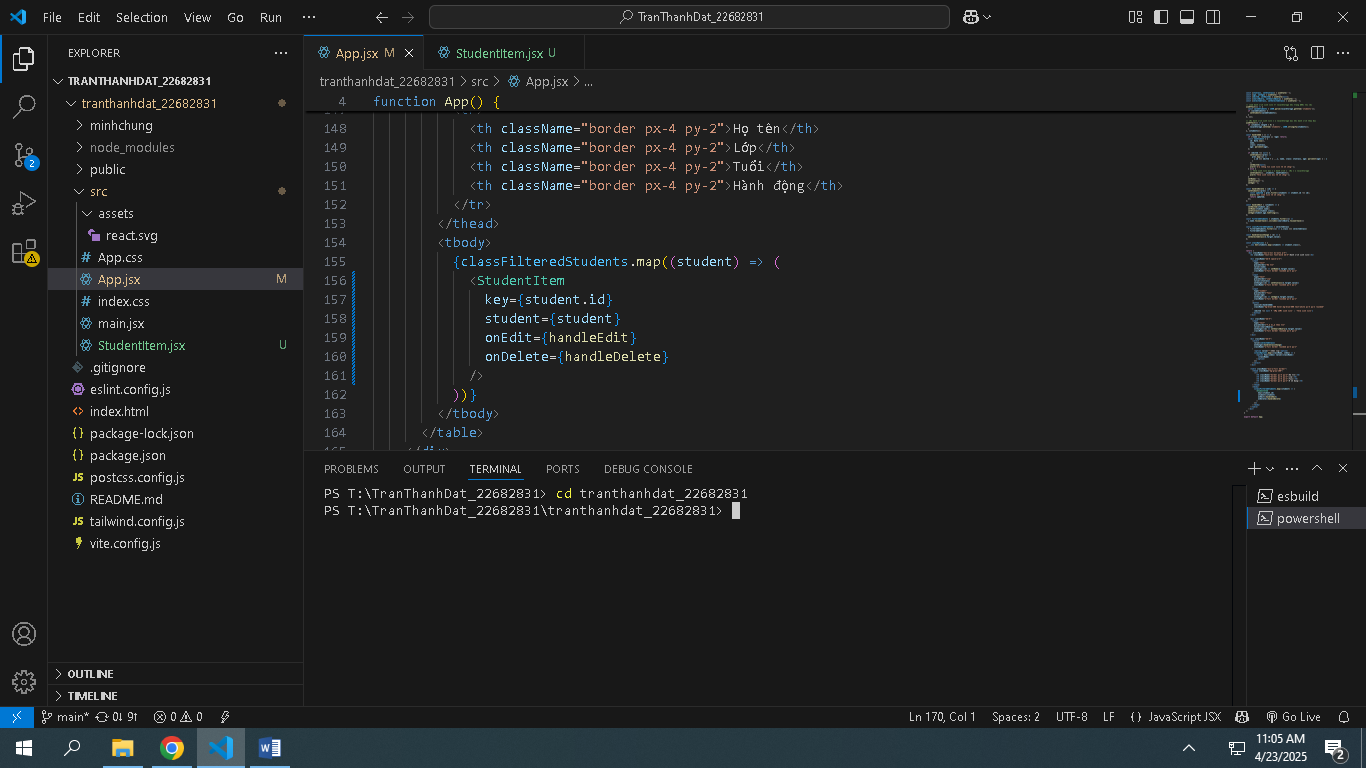 File Edit Selection View Go Run ··· TranThanhDat_22682831
EXPLORER ···
TRANTHANHDAT_22682831
tranthanhdat_22682831
minhchung
node_modules
public
src
assets
react.svg
# App.css
App.jsx M
# index.css
main.jsx
StudentItem.jsx U
.gitignore
eslint.config.js
<> index.html
{} package-lock.json
{} package.json
JS postcss.config.js
README.md
JS tailwind.config.js
vite.config.js
OUTLINE
TIMELINE
2
App.jsx M StudentItem.jsx U
tranthanhdat_22682831 > src > App.jsx > ...
4 function App() {
148 <th className="border px-4 py-2">Họ tên</th>
149 <th className="border px-4 py-2">Lớp</th>
150 <th className="border px-4 py-2">Tuổi</th>
151 <th className="border px-4 py-2">Hành động</th>
152 </tr>
153 </thead>
154 <tbody>
155 {classFilteredStudents.map((student) => (
156 <StudentItem
157 key={student.id}
158 student={student}
159 onEdit={handleEdit}
160 onDelete={handleDelete}
161 />
162 ))}
163 </tbody>
164 </table>
PROBLEMS OUTPUT TERMINAL PORTS DEBUG CONSOLE
PS T:\TranThanhDat_22682831> cd tranthanhdat_22682831
PS T:\TranThanhDat_22682831\tranthanhdat_22682831>
esbuild
powershell
main* 0↓ 9↑ 0 0 Ln 170, Col 1 Spaces: 2 UTF-8 LF {} JavaScript JSX Go Live
11:05 AM
4/23/2025
2